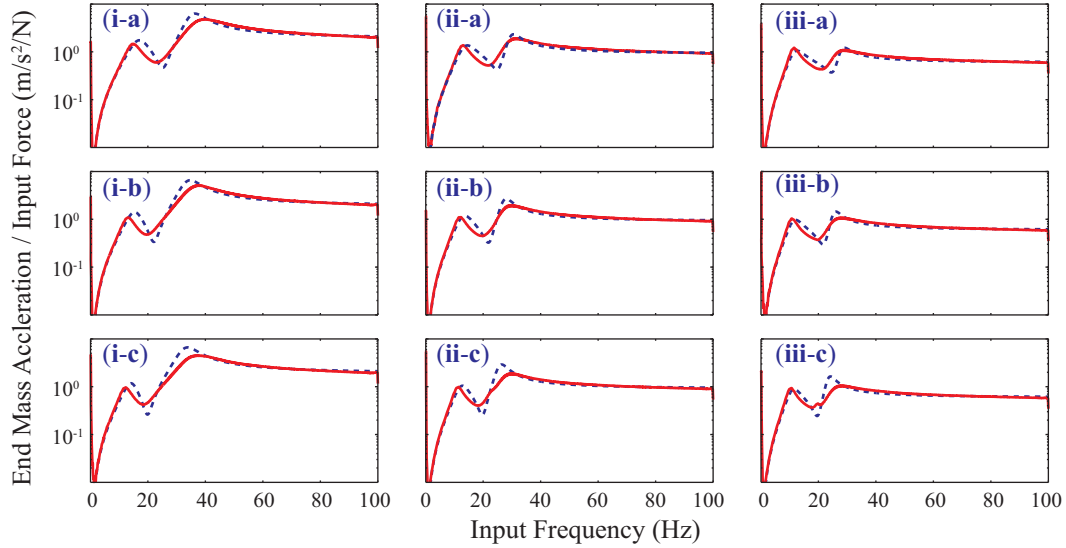 End Mass Accleration / Input Force (m/s²/N)
(i-a)
(ii-a)
(iii-a)
10⁰
10⁻¹
(i-b)
(ii-b)
(iii-b)
10⁰
10⁻¹
(i-c)
(ii-c)
(iii-c)
10⁰
10⁻¹
0 20 40 60 80 100
0 20 40 60 80 100
0 20 40 60 80 100
Input Frequency (Hz)